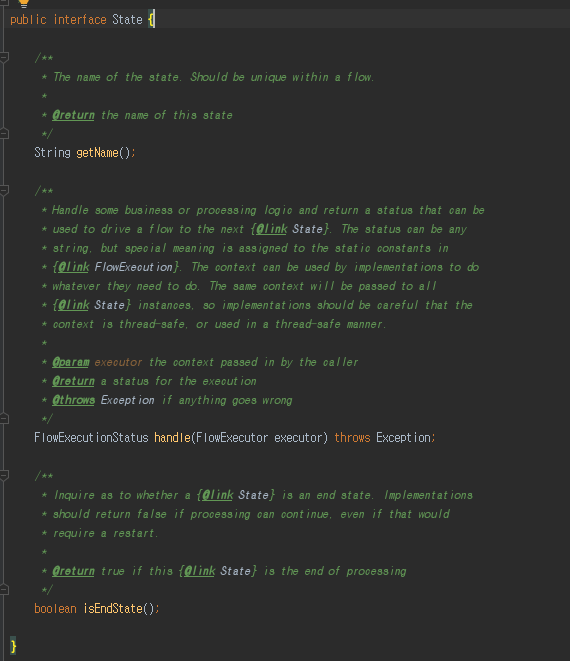 public interface State {
/**
* The name of the state. Should be unique within a flow.
*
* @return the name of this state
*/
String getName();
/**
* Handle some business or processing logic and return a status that can be
* used to drive a flow to the next {@link State}. The status can be any
* string, but special meaning is assigned to the static constants in
* {@link FlowExecution}. The context can be used by implementations to do
* whatever they need to do. The same context will be passed to all
* {@link State} instances, so implementations should be careful that the
* context is thread-safe, or used in a thread-safe manner.
*
* @param executor the context passed in by the caller
* @return a status for the execution
* @throws Exception if anything goes wrong
*/
FlowExecutionStatus handle(FlowExecutor executor) throws Exception;
/**
* Inquire as to whether a {@link State} is an end state. Implementations
* should return false if processing can continue, even if that would
* require a restart.
*
* @return true if this {@link State} is the end of processing
*/
boolean isEndState();
}